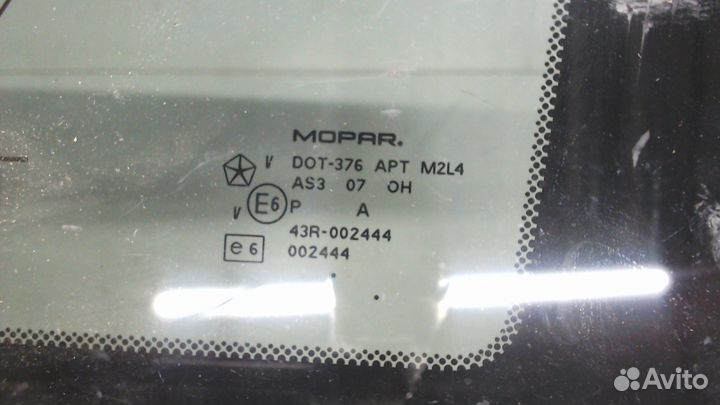 MOPAR.
V DOT-376 APT M2L4
AS3 07 OH
V E6 P A
43R-002444
e6 002444
Avito